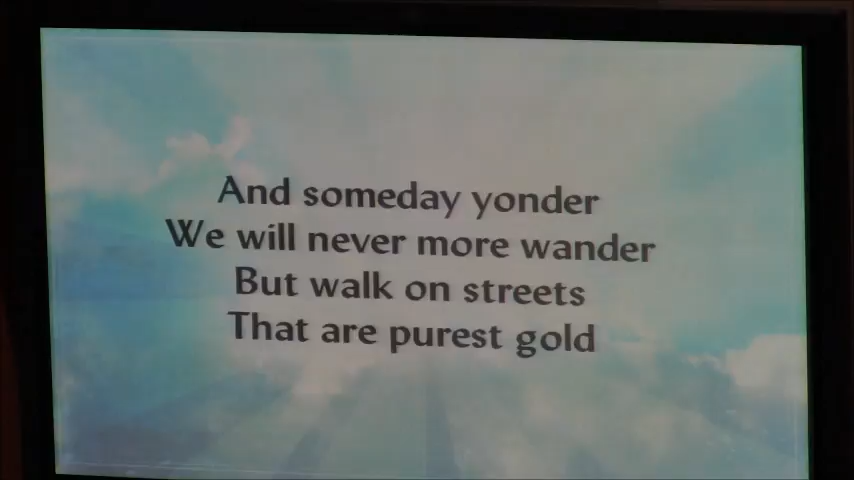 And someday yonder
We will never more wander
But walk on streets
That are purest gold